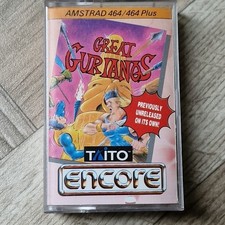 AMSTRAD 464/464 Plus
GREAT
GURIANOS
PREVIOUSLY
UNRELEASED
ON ITS OWN!
TAITO
encore